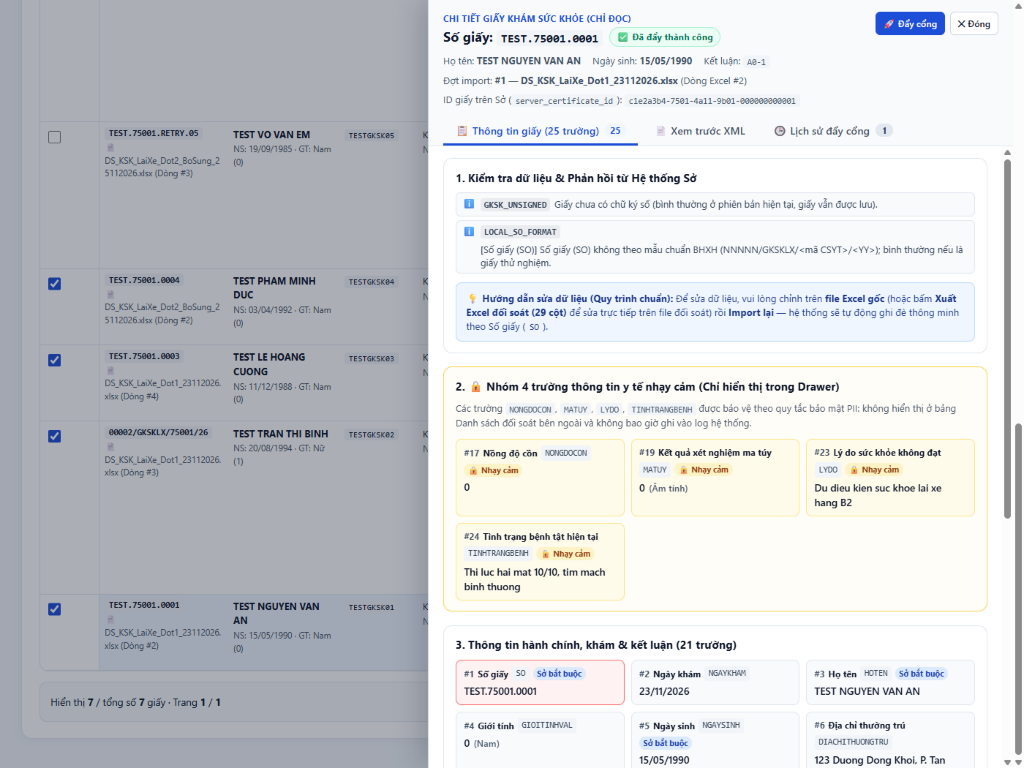 TEST.75001.RETRY.05
DS_KSK_LaiXe_Dot2_BoSung_2
5112026.xlsx (Dòng #3)
TEST VO VAN EM
NS: 19/09/1985 · GT: Nam
(0)
TESTGKSK05
TEST.75001.0004
DS_KSK_LaiXe_Dot2_BoSung_2
5112026.xlsx (Dòng #2)
TEST PHAM MINH
DUC
NS: 03/04/1992 · GT: Nam
(0)
TESTGKSK04
TEST.75001.0003
DS_KSK_LaiXe_Dot1_23112026.
xlsx (Dòng #4)
TEST LE HOANG
CUONG
NS: 11/12/1988 · GT: Nam
(0)
TESTGKSK03
00002/GKSKLX/75001/26
DS_KSK_LaiXe_Dot1_23112026.
xlsx (Dòng #3)
TEST TRAN THI BINH
NS: 20/08/1994 · GT: Nữ
(1)
TESTGKSK02
TEST.75001.0001
DS_KSK_LaiXe_Dot1_23112026.
xlsx (Dòng #2)
TEST NGUYEN VAN
AN
NS: 15/05/1990 · GT: Nam
(0)
TESTGKSK01
Hiển thị 7 / tổng số 7 giấy · Trang 1 / 1
CHI TIẾT GIẤY KHÁM SỨC KHỎE (CHỈ ĐỌC)
Số giấy: TEST.75001.0001 Đã đẩy thành công
Đẩy cổng
Đóng
Họ tên: TEST NGUYEN VAN AN Ngày sinh: 15/05/1990 Kết luận: A0-1
Đợt import: #1 — DS_KSK_LaiXe_Dot1_23112026.xlsx (Dòng Excel #2)
ID giấy trên Sở ( server_certificate_id ): c1e2a3b4-7501-4a11-9b01-000000000001
Thông tin giấy (25 trường) 25
Xem trước XML
Lịch sử đẩy cổng 1
1. Kiểm tra dữ liệu & Phản hồi từ Hệ thống Sở
GKSK_UNSIGNED Giấy chưa có chữ ký số (bình thường ở phiên bản hiện tại, giấy vẫn được lưu).
LOCAL_SO_FORMAT
[Số giấy (SO)] Số giấy (SO) không theo mẫu chuẩn BHXH (NNNNN/GKSKLX/<mã CSYT>/<YY>); bình thường nếu là
giấy thử nghiệm.
Hướng dẫn sửa dữ liệu (Quy trình chuẩn): Để sửa dữ liệu, vui lòng chỉnh trên file Excel gốc (hoặc bấm Xuất
Excel đối soát (29 cột) để sửa trực tiếp trên file đối soát) rồi Import lại — hệ thống sẽ tự động ghi đè thông minh
theo Số giấy ( SO ).
2. Nhóm 4 trường thông tin y tế nhạy cảm (Chỉ hiển thị trong Drawer)
Các trường NONGDOCON , MATUY , LYDO , TINHTRANGBENH được bảo vệ theo quy tắc bảo mật PII: không hiển thị ở bảng
Danh sách đối soát bên ngoài và không bao giờ ghi vào log hệ thống.
#17 Nồng độ cồn NONGDOCON
Nhạy cảm
0
#19 Kết quả xét nghiệm ma túy
MATUY Nhạy cảm
0 (Âm tính)
#23 Lý do sức khỏe không đạt
LYDO Nhạy cảm
Du dieu kien suc khoe lai xe
hang B2
#24 Tình trạng bệnh tật hiện tại
TINHTRANGBENH Nhạy cảm
Thi luc hai mat 10/10, tim mach
binh thuong
3. Thông tin hành chính, khám & kết luận (21 trường)
#1 Số giấy SO Sở bắt buộc
TEST.75001.0001
#2 Ngày khám NGAYKHAM
23/11/2026
#3 Họ tên HOTEN Sở bắt buộc
TEST NGUYEN VAN AN
#4 Giới tính GIOITINHVAL
0 (Nam)
#5 Ngày sinh NGAYSINH
Sở bắt buộc
15/05/1990
#6 Địa chỉ thường trú
DIACHITHUONGTRU
123 Duong Dong Khoi, P. Tan